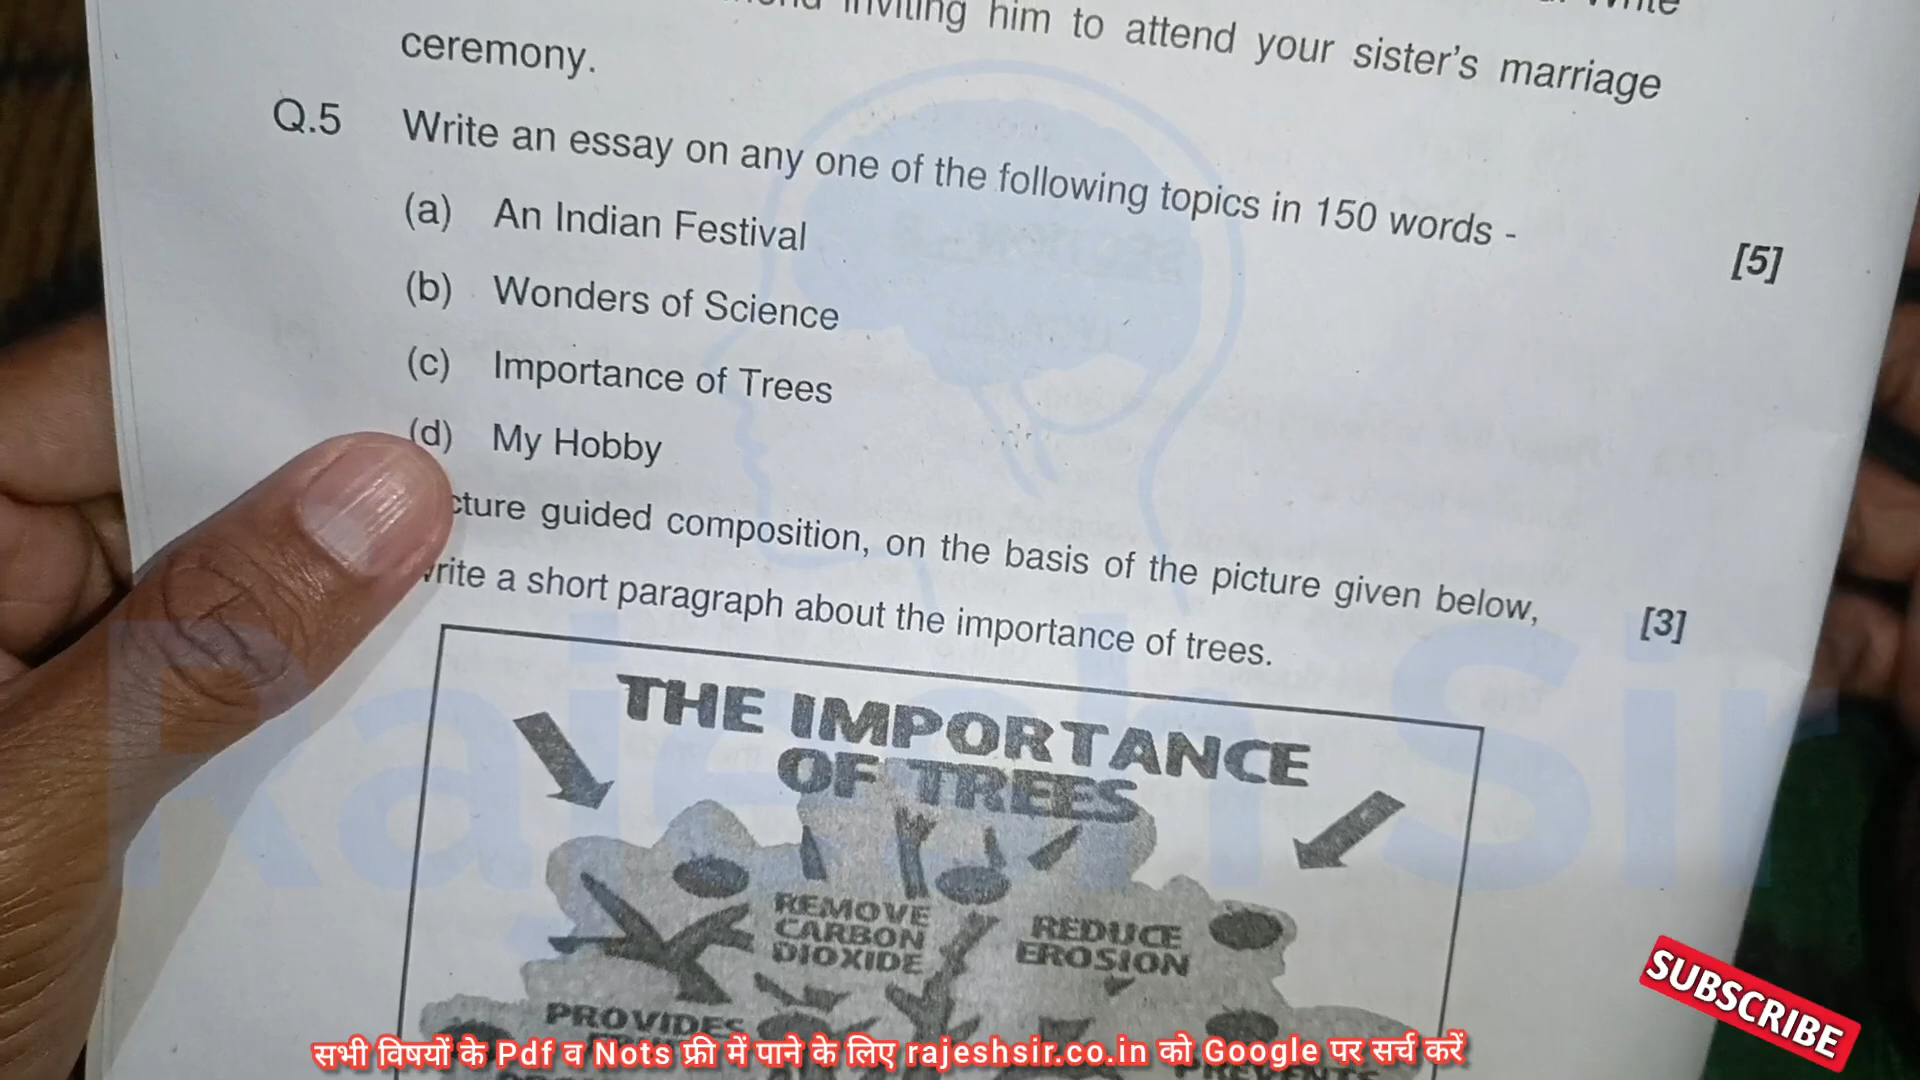 inviting him to attend your sister's marriage
ceremony.
Q.5 Write an essay on any one of the following topics in 150 words - [5]
(a) An Indian Festival
(b) Wonders of Science
(c) Importance of Trees
(d) My Hobby
cture guided composition, on the basis of the picture given below, [3]
rite a short paragraph about the importance of trees.
THE IMPORTANCE
OF TREES
REMOVE
CARBON
DIOXIDE
REDUCE
EROSION
PROVIDES
PREVENTS
Rajesh Sir
SUBSCRIBE
सभी विषयों के Pdf व Nots फ्री में पाने के लिए rajeshsir.co.in को Google पर सर्च करें